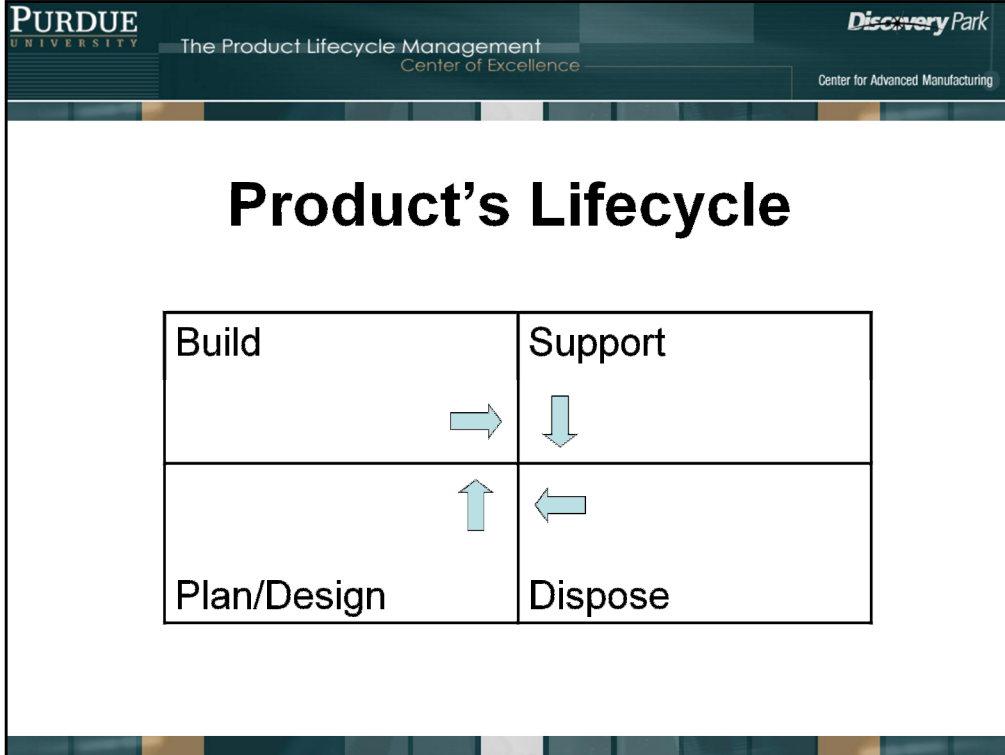 PURDUE
UNIVERSITY
The Product Lifecycle Management
Center of Excellence
Discovery Park
Center for Advanced Manufacturing
Product's Lifecycle
Build
Support
Plan/Design
Dispose